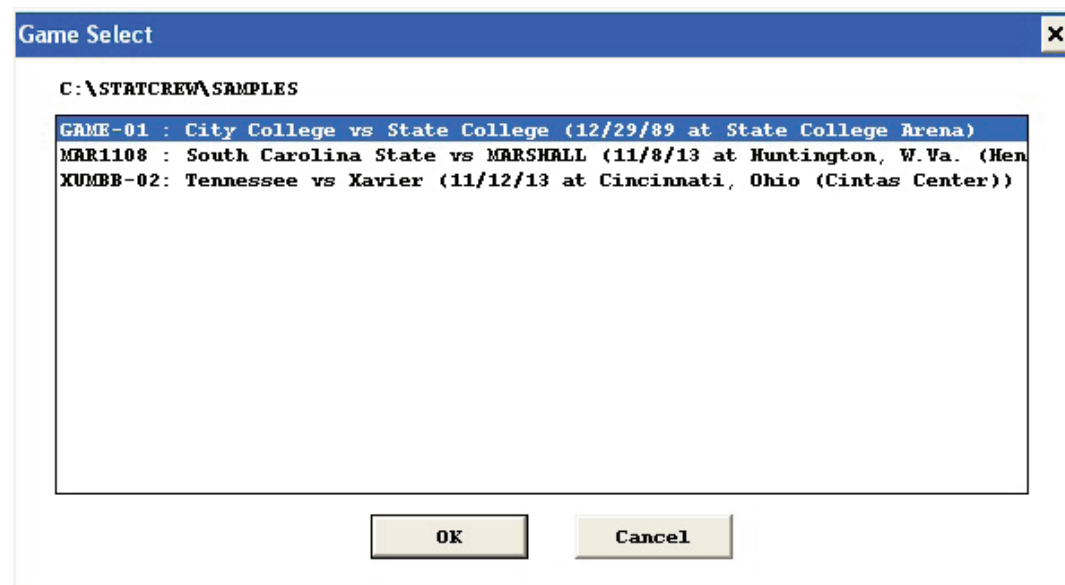 Game Select
C:\STATCREW\SAMPLES
GAME-01 : City College vs State College (12/29/89 at State College Arena)
MAR1108 : South Carolina State vs MARSHALL (11/8/13 at Huntington, W.Va. (Hen
XUMBB-02: Tennessee vs Xavier (11/12/13 at Cincinnati, Ohio (Cintas Center))
OK Cancel